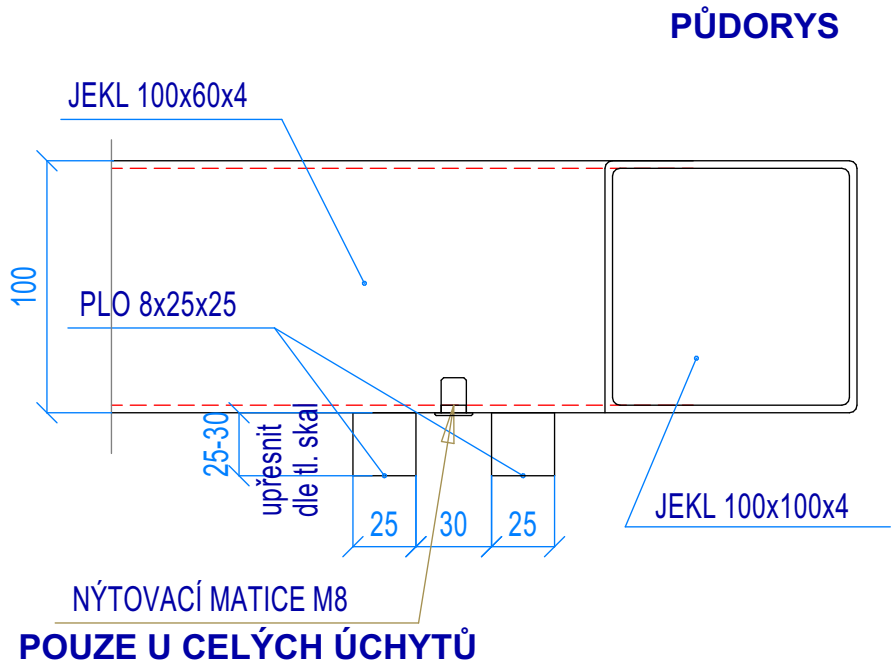 PŮDORYS
JEKL 100x60x4
100
PLO 8x25x25
25-30
upřesnit
dle tl. skal
25
30
25
JEKL 100x100x4
NÝTOVACÍ MATICE M8
POUZE U CELÝCH ÚCHYTŮ